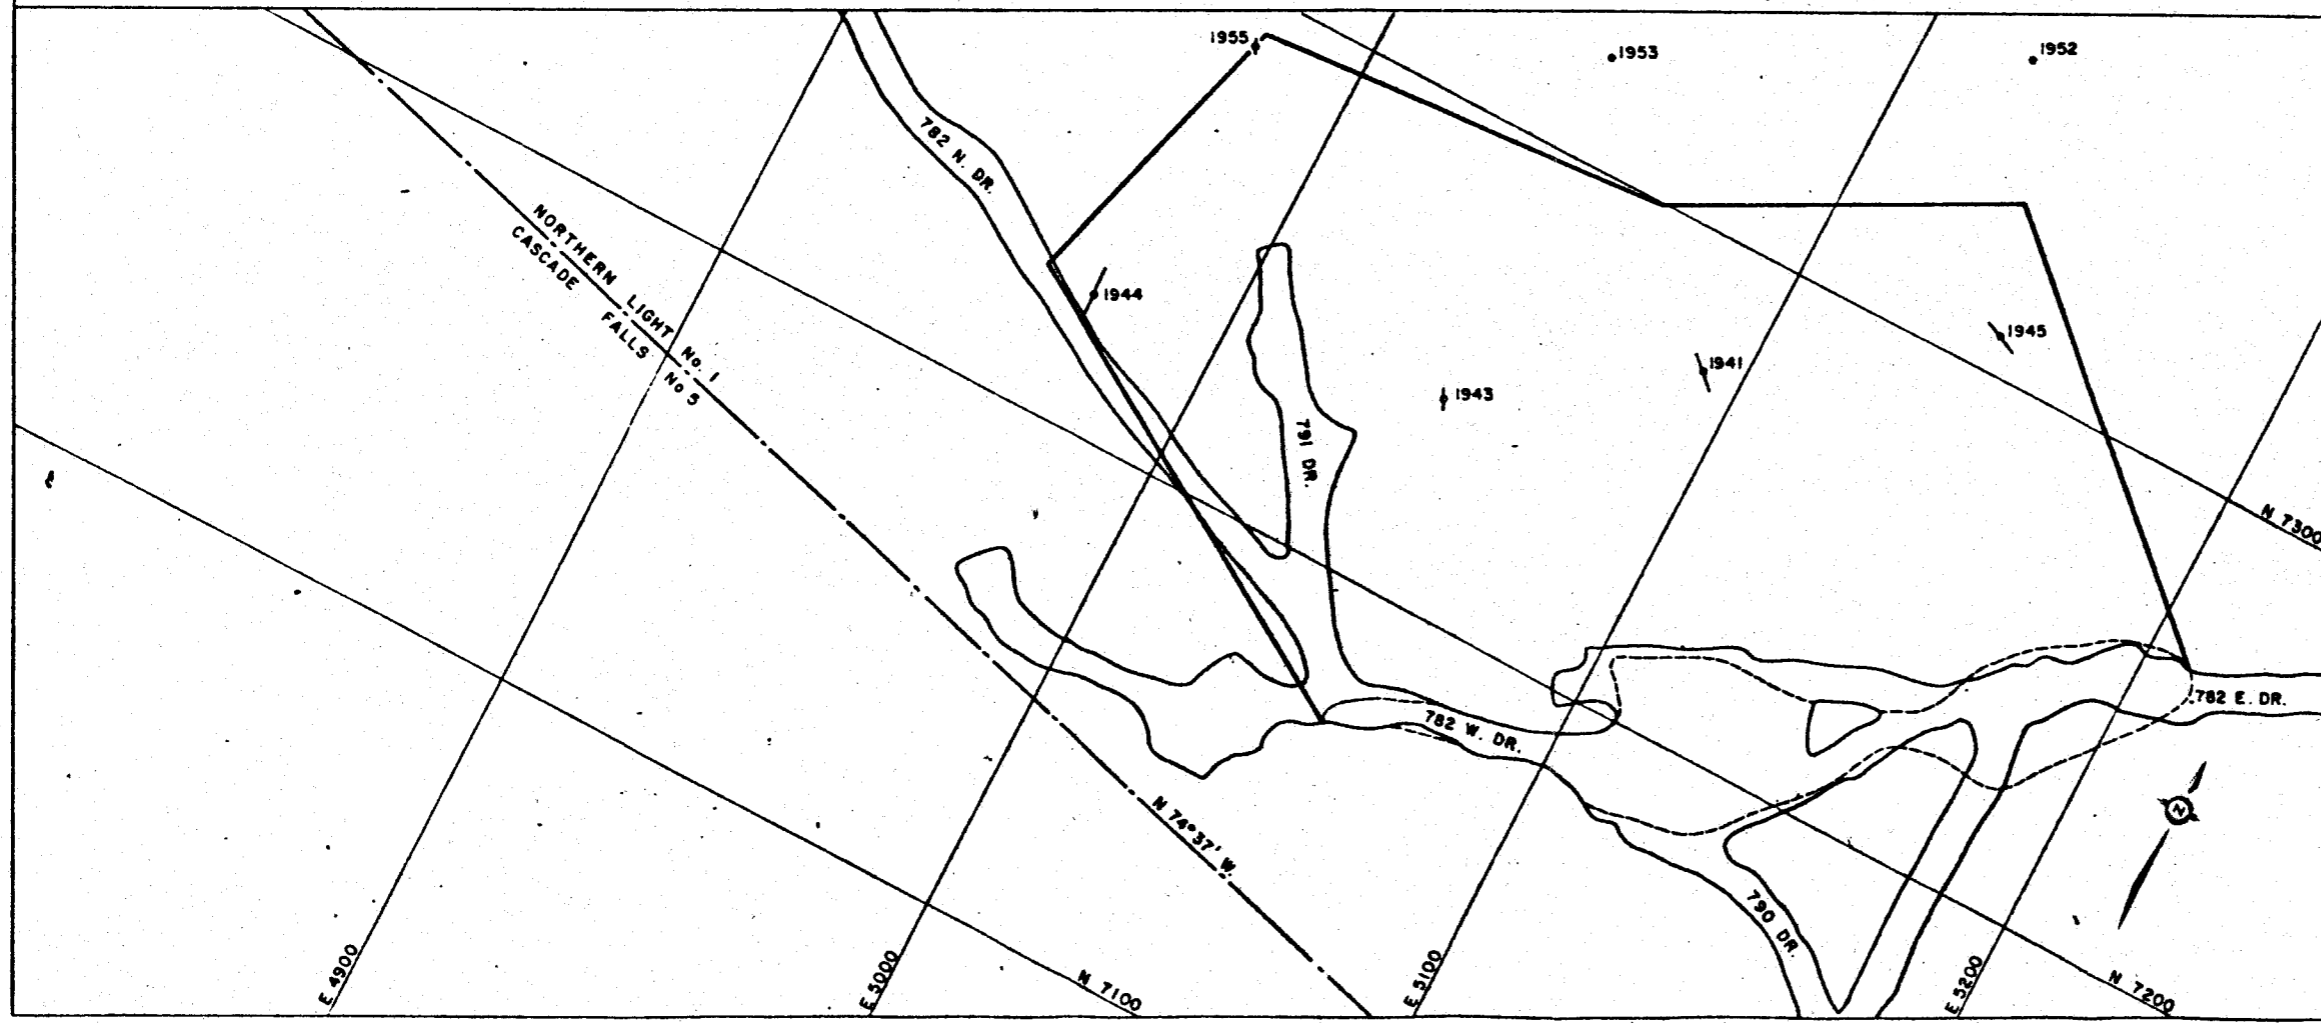 1955
1953
1952
782 N. DR.
NORTHERN LIGHT No. 1
CASCADE FALLS No 5
1944
1945
1941
1943
791 DR.
N 7300
782 E. DR.
782 W. DR.
N
N 74°37' W.
790 DR.
E 4900
E 5000
N 7100
E 5100
E 5200
N 7200